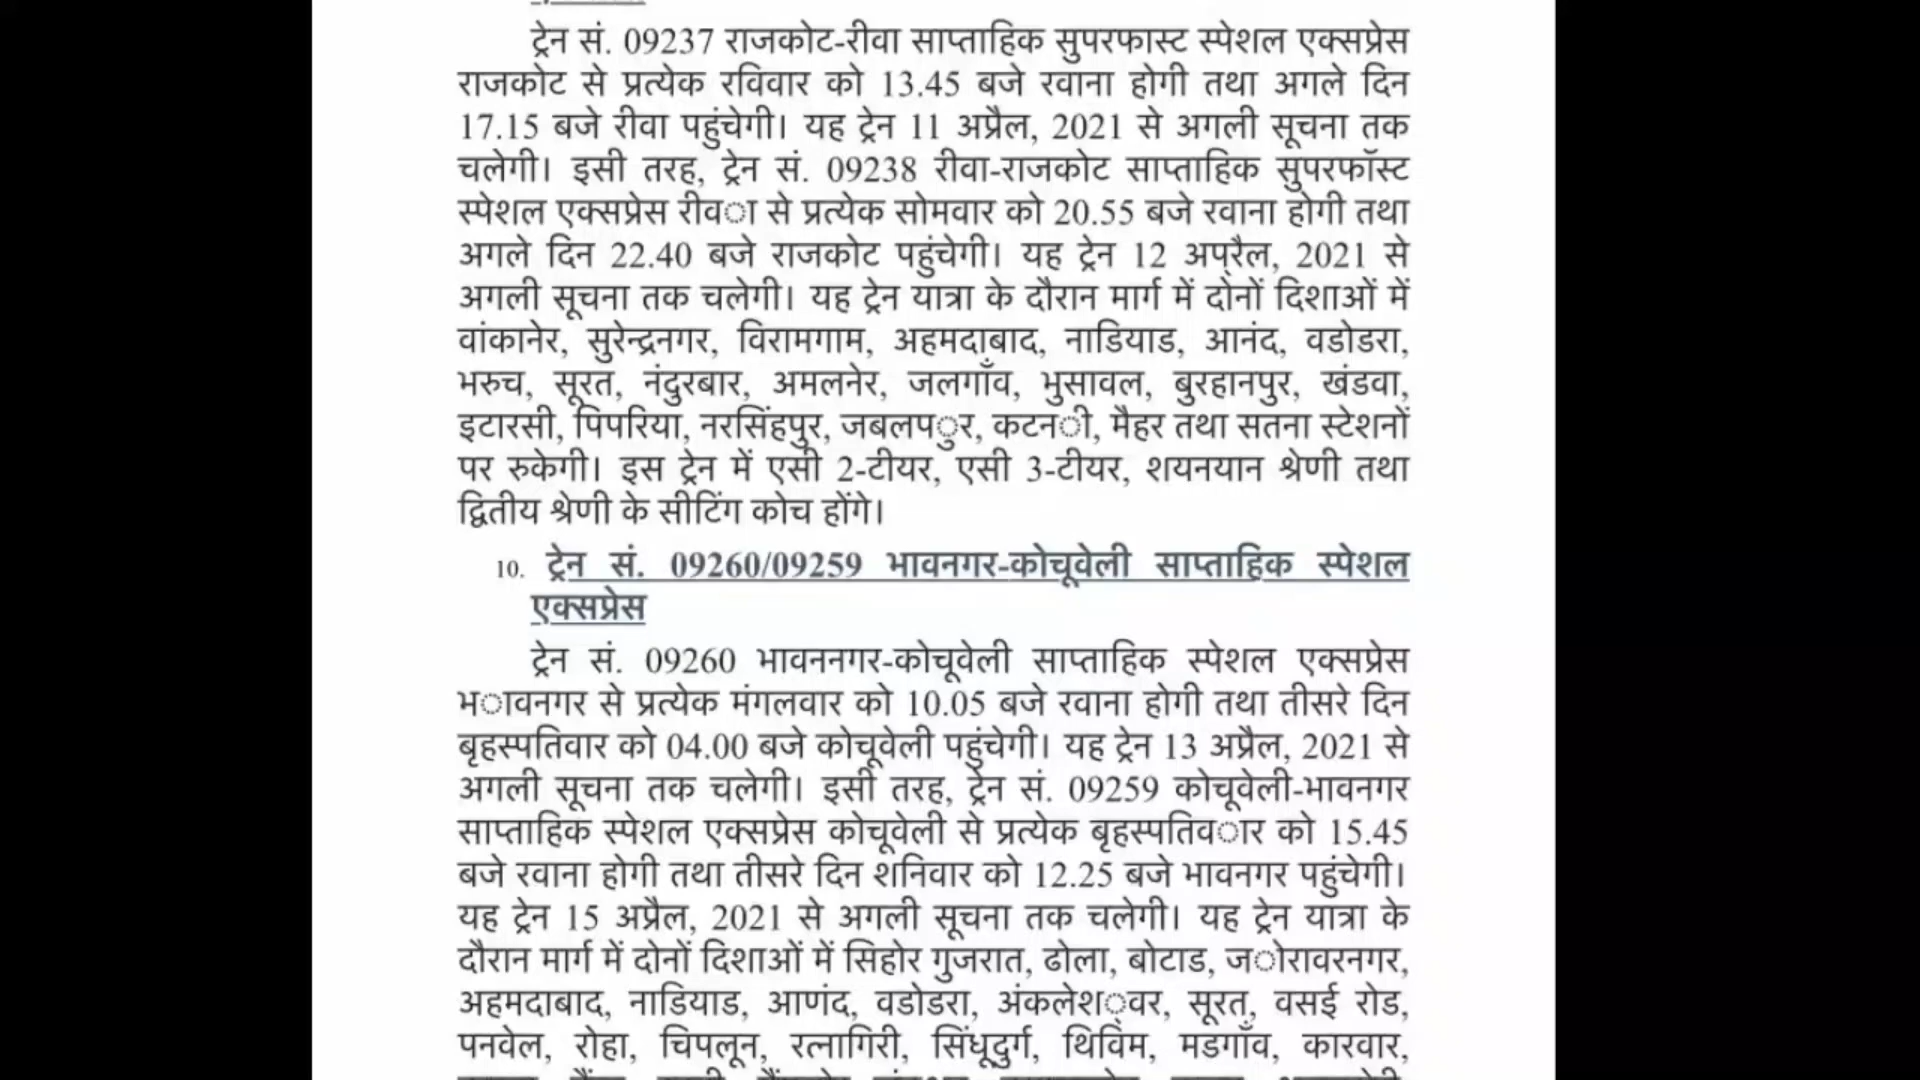 ट्रेन सं. 09237 राजकोट-रीवा साप्ताहिक सुपरफास्ट स्पेशल एक्सप्रेस
राजकोट से प्रत्येक रविवार को 13.45 बजे रवाना होगी तथा अगले दिन
17.15 बजे रीवा पहुंचेगी। यह ट्रेन 11 अप्रैल, 2021 से अगली सूचना तक
चलेगी। इसी तरह, ट्रेन सं. 09238 रीवा-राजकोट साप्ताहिक सुपरफॉस्ट
स्पेशल एक्सप्रेस रीव◌ा से प्रत्येक सोमवार को 20.55 बजे रवाना होगी तथा
अगले दिन 22.40 बजे राजकोट पहुंचेगी। यह ट्रेन 12 अप्रैल, 2021 से
अगली सूचना तक चलेगी। यह ट्रेन यात्रा के दौरान मार्ग में दोनों दिशाओं में
वांकानेर, सुरेन्द्रनगर, विरामगाम, अहमदाबाद, नाडियाड, आनंद, वडोडरा,
भरुच, सूरत, नंदुरबार, अमलनेर, जलगाँव, भुसावल, बुरहानपुर, खंडवा,
इटारसी, पिपरिया, नरसिंहपुर, जबलप◌ुर, कटन◌ी, मैहर तथा सतना स्टेशनों
पर रुकेगी। इस ट्रेन में एसी 2-टीयर, एसी 3-टीयर, शयनयान श्रेणी तथा
द्वितीय श्रेणी के सीटिंग कोच होंगे।
10. ट्रेन सं. 09260/09259 भावनगर-कोचूवेली साप्ताहिक स्पेशल
एक्सप्रेस
ट्रेन सं. 09260 भावननगर-कोचूवेली साप्ताहिक स्पेशल एक्सप्रेस
भ◌ावनगर से प्रत्येक मंगलवार को 10.05 बजे रवाना होगी तथा तीसरे दिन
बृहस्पतिवार को 04.00 बजे कोचूवेली पहुंचेगी। यह ट्रेन 13 अप्रैल, 2021 से
अगली सूचना तक चलेगी। इसी तरह, ट्रेन सं. 09259 कोचूवेली-भावनगर
साप्ताहिक स्पेशल एक्सप्रेस कोचूवेली से प्रत्येक बृहस्पतिव◌ार को 15.45
बजे रवाना होगी तथा तीसरे दिन शनिवार को 12.25 बजे भावनगर पहुंचेगी।
यह ट्रेन 15 अप्रैल, 2021 से अगली सूचना तक चलेगी। यह ट्रेन यात्रा के
दौरान मार्ग में दोनों दिशाओं में सिहोर गुजरात, ढोला, बोटाड, ज◌ोरावरनगर,
अहमदाबाद, नाडियाड, आणंद, वडोडरा, अंकलेश◌्वर, सूरत, वसई रोड,
पनवेल, रोहा, चिपलून, रत्नागिरी, सिंधूदुर्ग, थिविम, मडगाँव, कारवार,